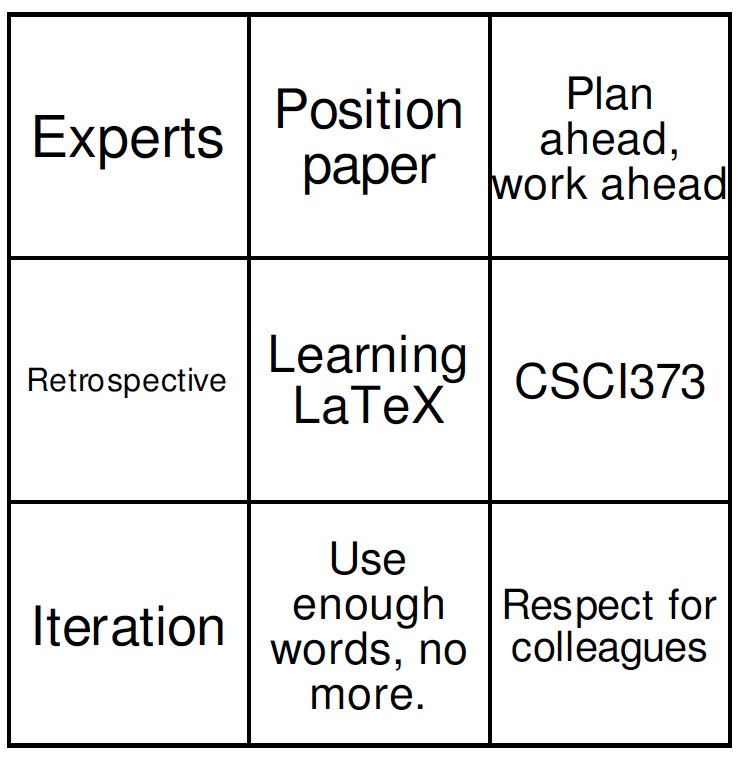 Experts
Position
paper
Plan
ahead,
work ahead
Retrospective
Learning
LaTeX
CSCI373
Iteration
Use
enough
words, no
more.
Respect for
colleagues